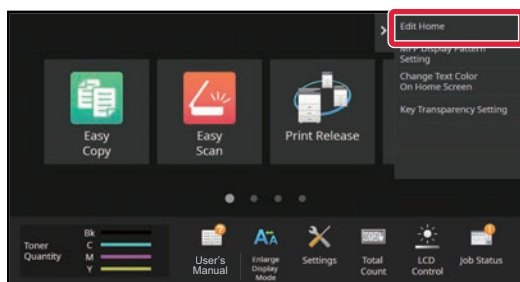 Edit Home
MFP Display Pattern
Setting
Change Text Color
On Home Screen
Key Transparency Setting
Easy
Copy
Easy
Scan
Print Release
Toner
Quantity
Bk
C
M
Y
User's
Manual
Enlarge
Display
Mode
Settings
Total
Count
LCD
Control
Job Status